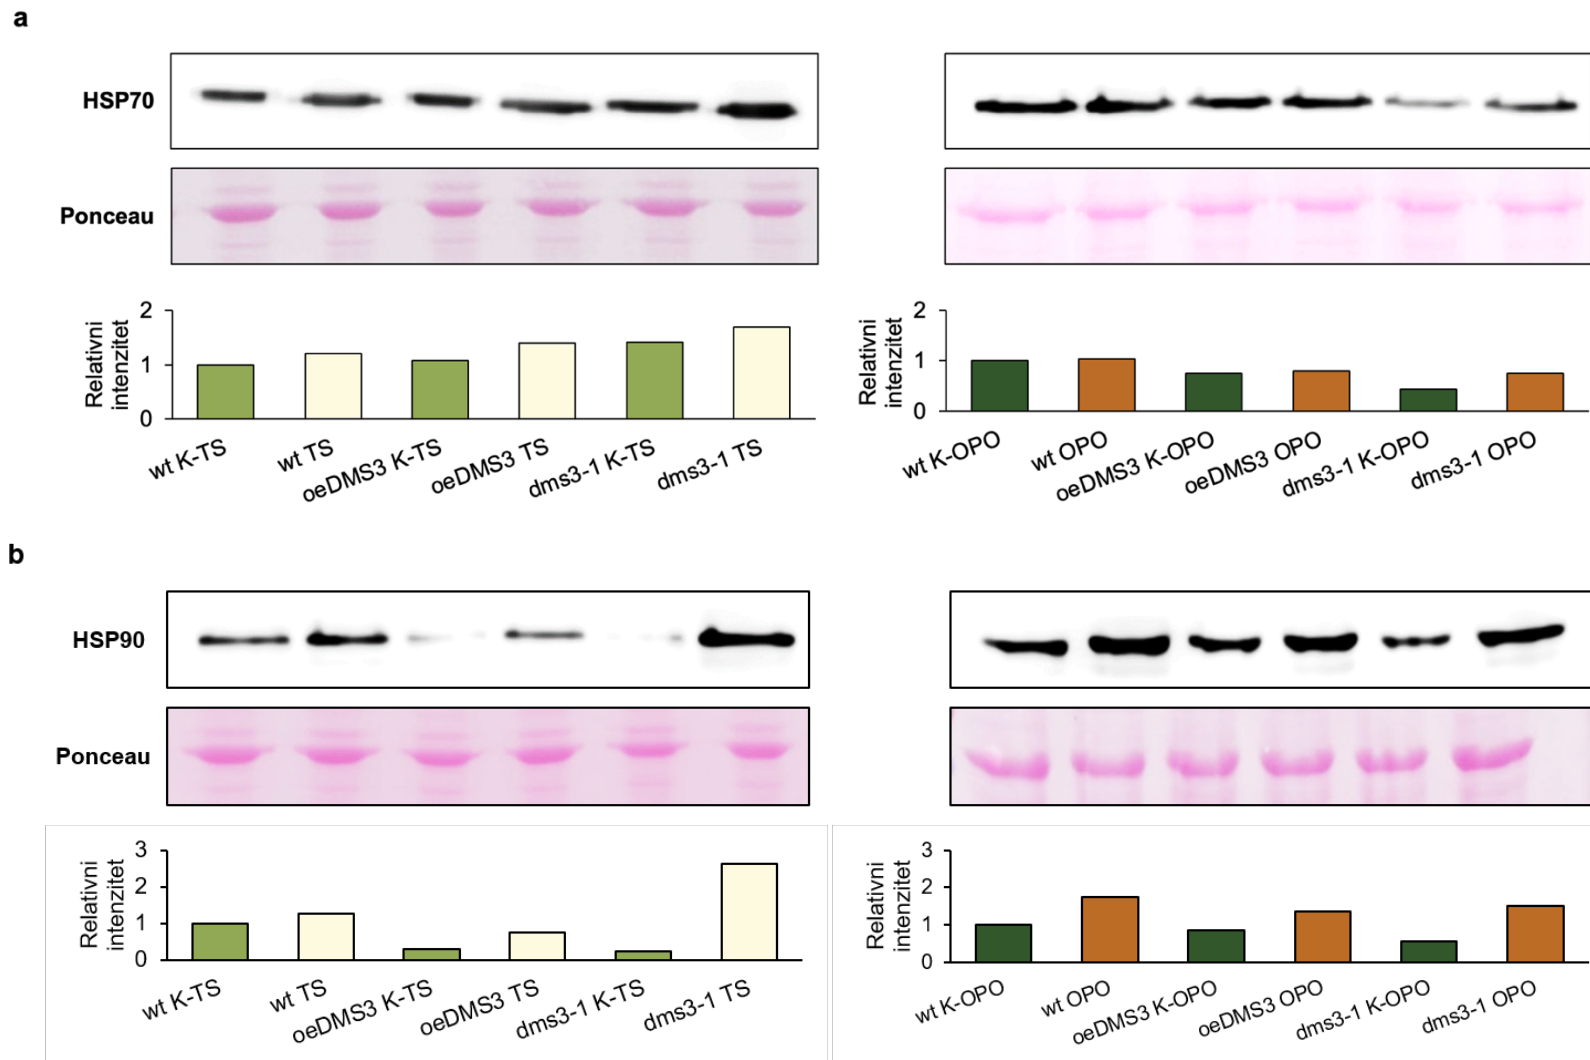 a
HSP70
Ponceau
Relativni
intenzitet
2
1
0
wt K-TS
wt TS
oeDMS3 K-TS
oeDMS3 TS
dms3-1 K-TS
dms3-1 TS
Relativni
intenzitet
2
1
0
wt K-OPO
wt OPO
oeDMS3 K-OPO
oeDMS3 OPO
dms3-1 K-OPO
dms3-1 OPO
b
HSP90
Ponceau
Relativni
intenzitet
3
2
1
0
wt K-TS
wt TS
oeDMS3 K-TS
oeDMS3 TS
dms3-1 K-TS
dms3-1 TS
Relativni
intenzitet
3
2
1
0
wt K-OPO
wt OPO
oeDMS3 K-OPO
oeDMS3 OPO
dms3-1 K-OPO
dms3-1 OPO